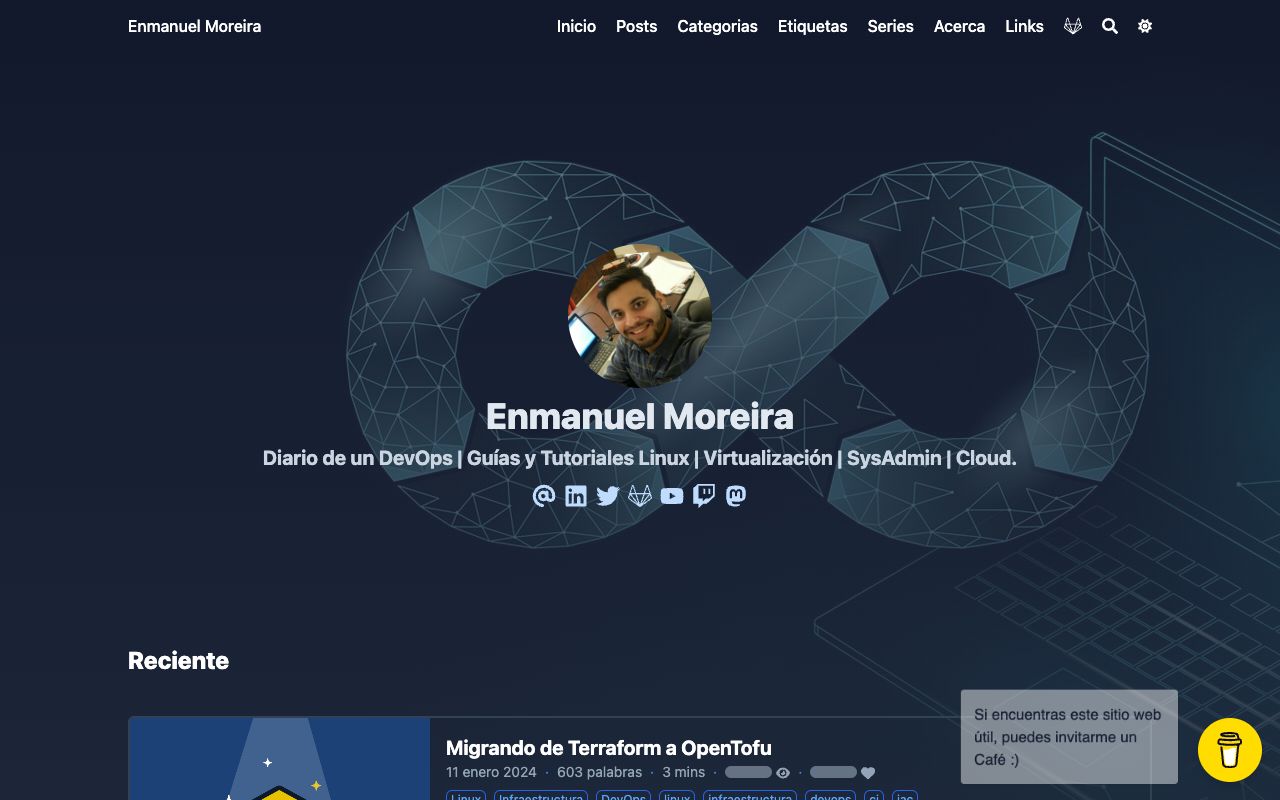 Enmanuel Moreira
Inicio Posts Categorias Etiquetas Series Acerca Links
Enmanuel Moreira
Diario de un DevOps | Guías y Tutoriales Linux | Virtualización | SysAdmin | Cloud.
Reciente
Migrando de Terraform a OpenTofu
11 enero 2024 · 603 palabras · 3 mins · ·
Linux Infraestructura DevOps linux infraestructura devops ci iac
Si encuentras este sitio web
útil, puedes invitarme un
Café :)